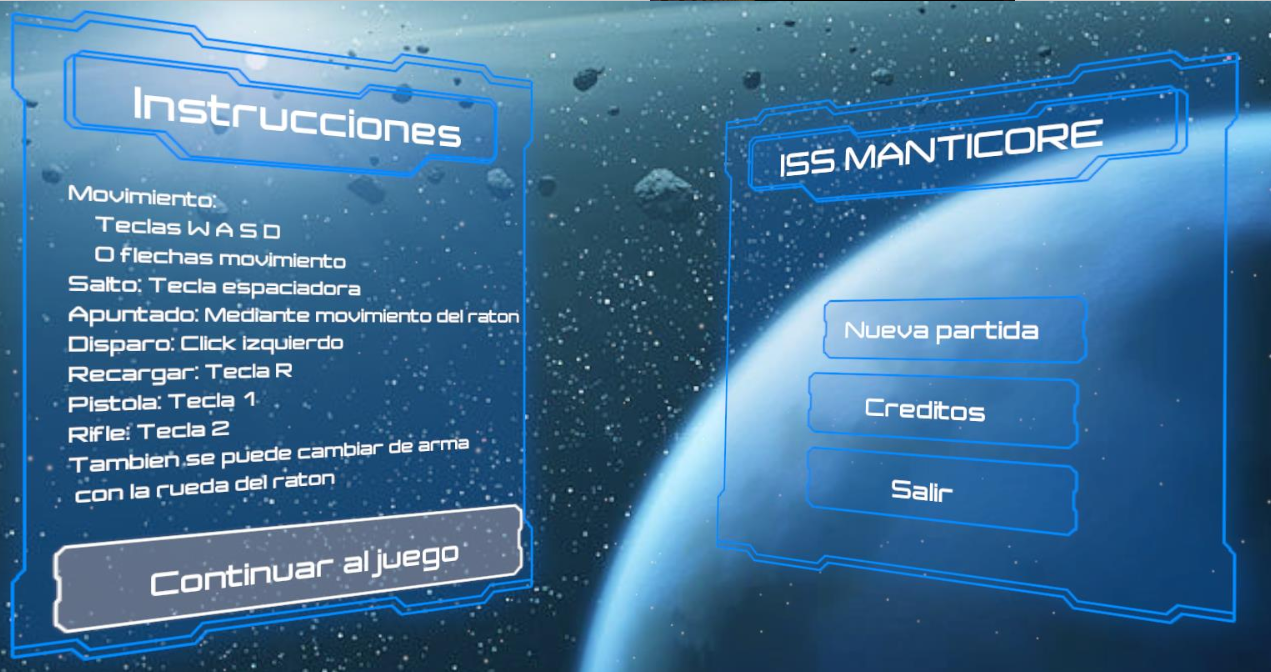 Instrucciones
Movimiento:
Teclas W A S D
O flechas movimiento
Salto: Tecla espaciadora
Apuntado: Mediante movimiento del raton
Disparo: Click izquierdo
Recargar: Tecla R
Pistola: Tecla 1
Rifle: Tecla 2
Tambien se puede cambiar de arma
con la rueda del raton
Continuar al juego
ISS MANTICORE
Nueva partida
Creditos
Salir